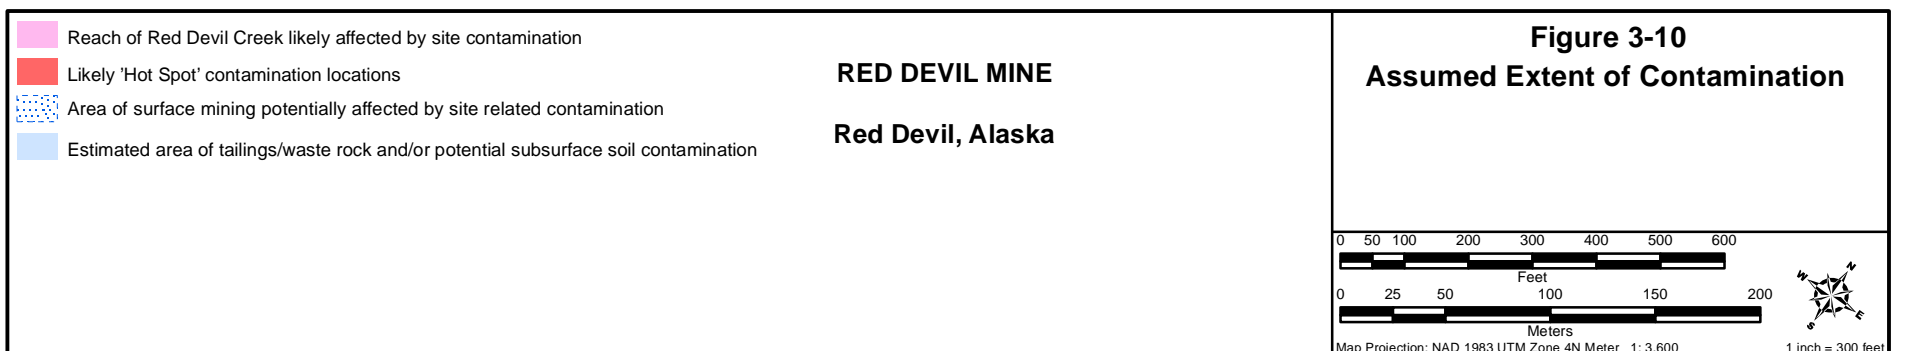 Reach of Red Devil Creek likely affected by site contamination
Likely 'Hot Spot' contamination locations
Area of surface mining potentially affected by site related contamination
Estimated area of tailings/waste rock and/or potential subsurface soil contamination
RED DEVIL MINE
Red Devil, Alaska
Figure 3-10
Assumed Extent of Contamination
0 50 100 200 300 400 500 600
Feet
0 25 50 100 150 200
Meters
N
W
E
S
Map Projection: NAD 1983 UTM Zone 4N Meter 1: 3,600
1 inch = 300 feet